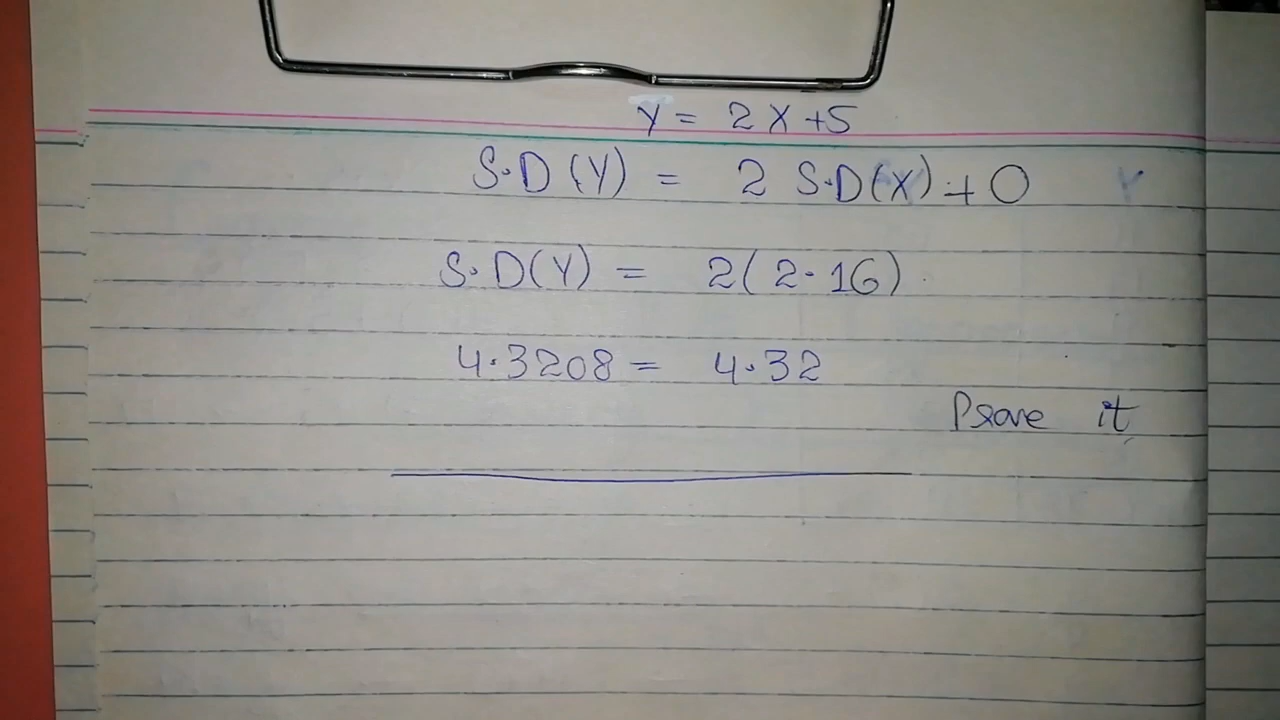 Y = 2X+5
S.D(Y) = 2 S.D(X) + 0
S.D(Y) = 2(2.16)
4.3208 = 4.32
Prove it